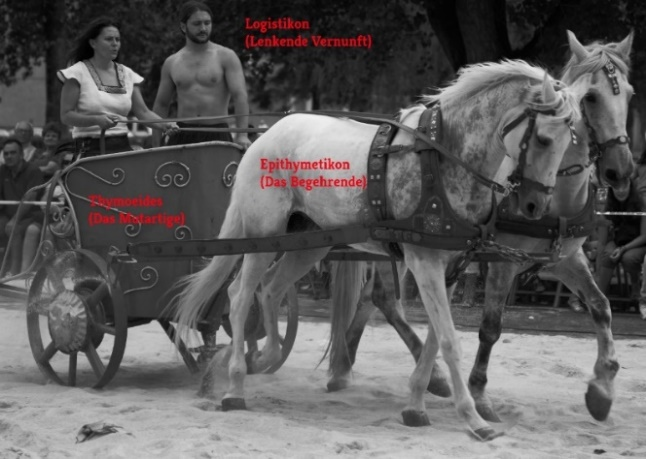 Logistikon
(Lenkende Vernunft)
Epithymetikon
(Das Begehrende)
Thymoeides
(Das Mutartige)